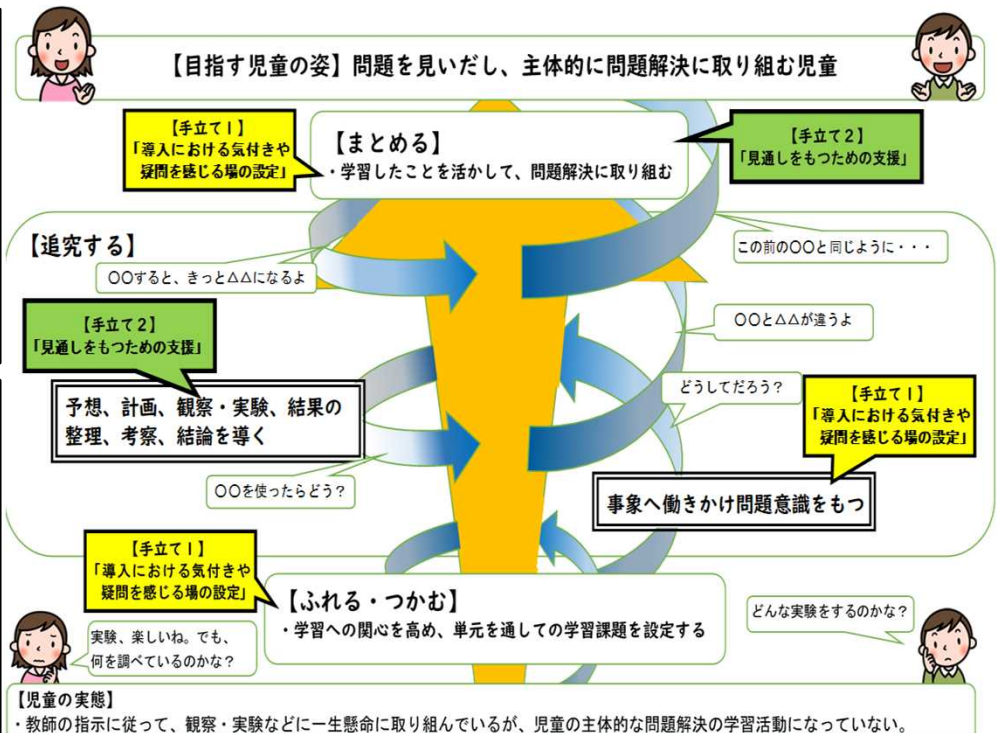 【目指す児童の姿】問題を見いだし、主体的に問題解決に取り組む児童
【手立て1】
「導入における気付きや
疑問を感じる場の設定」
【まとめる】
・学習したことを活かして、問題解決に取り組む
【手立て2】
「見通しをもつための支援」
【追究する】
〇〇すると、きっと△△になるよ
この前の〇〇と同じように・・・
〇〇と△△が違うよ
【手立て2】
「見通しをもつための支援」
どうしてだろう?
【手立て1】
「導入における気付きや
疑問を感じる場の設定」
予想、計画、観察・実験、結果の
整理、考察、結論を導く
〇〇を使ったらどう?
事象へ働きかけ問題意識をもつ
【手立て1】
「導入における気付きや
疑問を感じる場の設定」
【ふれる・つかむ】
・学習への関心を高め、単元を通しての学習課題を設定する
実験、楽しいね。でも、
何を調べているのかな?
どんな実験をするのかな?
【児童の実態】
・教師の指示に従って、観察・実験などに一生懸命に取り組んでいるが、児童の主体的な問題解決の学習活動になっていない。